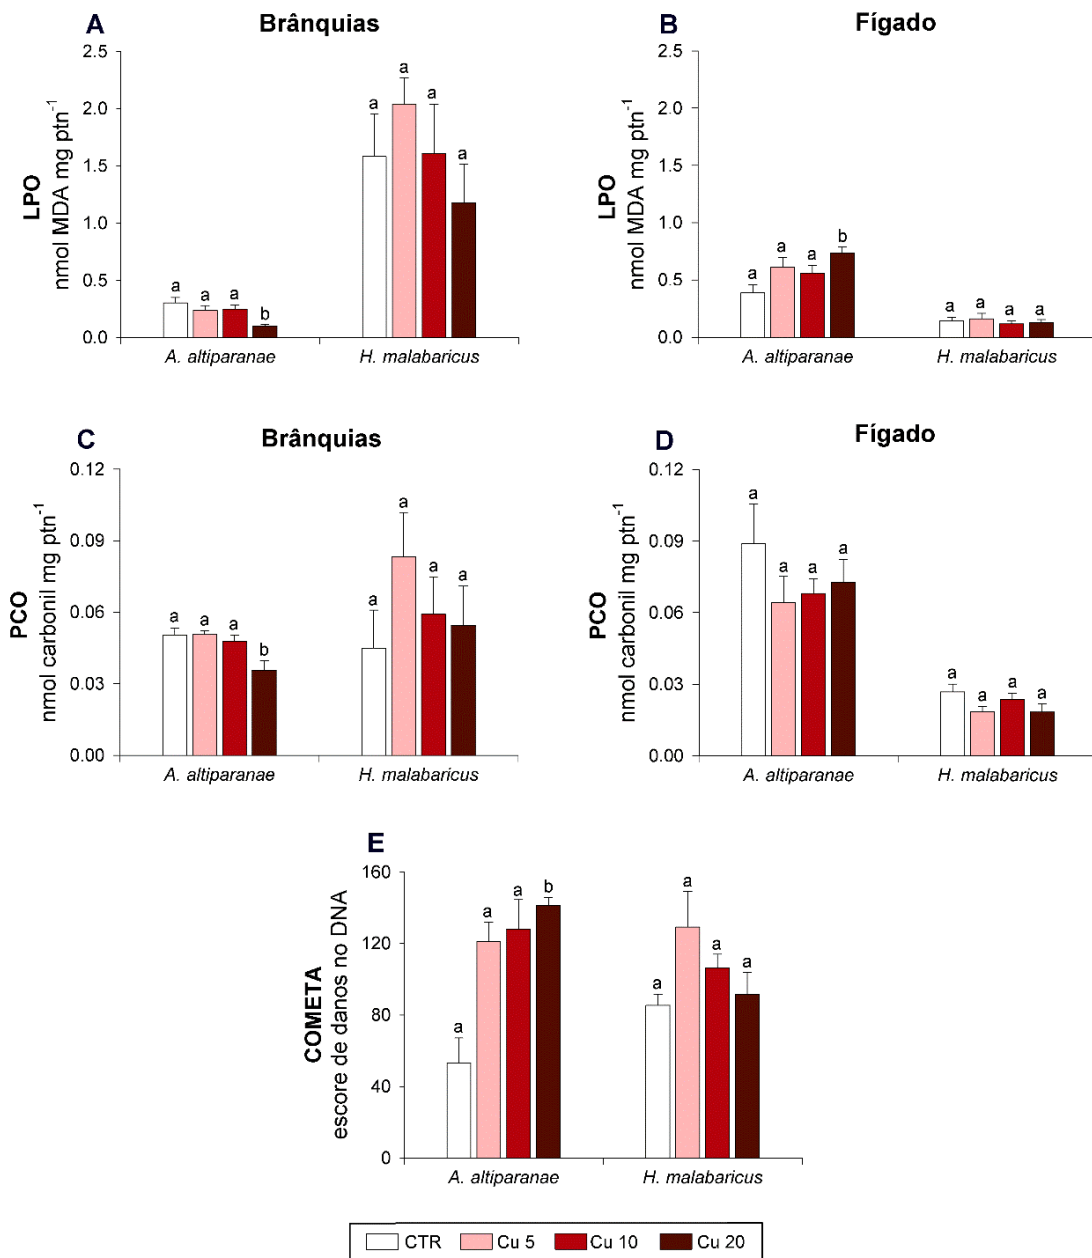 A Brânquias
2.5
2.0
1.5
1.0
0.5
0.0
LPO
nmol MDA mg ptn-1
a a a b
a a a a
A. altiparanae H. malabaricus
B Fígado
2.5
2.0
1.5
1.0
0.5
0.0
LPO
nmol MDA mg ptn-1
a a a b
a a a a
A. altiparanae H. malabaricus
C Brânquias
0.12
0.09
0.06
0.03
0.00
PCO
nmol carbonil mg ptn-1
a a a b
a a a a
A. altiparanae H. malabaricus
D Fígado
0.12
0.09
0.06
0.03
0.00
PCO
nmol carbonil mg ptn-1
a a a a
a a a a
A. altiparanae H. malabaricus
E
160
120
80
40
0
COMETA
escore de danos no DNA
a a a b
a a a a
A. altiparanae H. malabaricus
CTR Cu 5 Cu 10 Cu 20